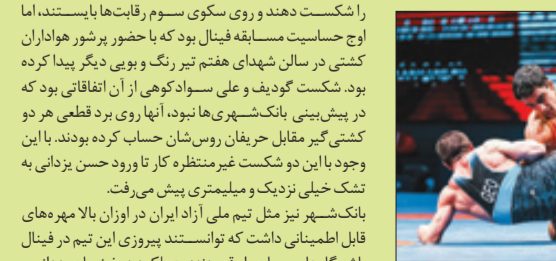 را شکست دهند و روی سکوی سوم رقابت‌ها بایستند، اما
اوج حساسیت مسابقه فینال بود که با حضور پرشور هواداران
کشتی در سالن شهدای هفتم تیر رنگ و بویی دیگر پیدا کرده
بود. شکست گودیف و علی سوادکوهی از آن اتفاقاتی بود که
در پیش‌بینی بانک‌شهری‌ها نبود، آنها روی برد قطعی هر دو
کشتی‌گیر مقابل حریفان روس‌شان حساب کرده بودند. با این
وجود با این دو شکست غیرمنتظره کار تا ورود حسن یزدانی به
تشک خیلی نزدیک و میلیمتری پیش می‌رفت.
بانک‌شهر نیز مثل تیم ملی آزاد ایران در اوزان بالا مهره‌های
قابل اطمینانی داشت که توانستند پیروزی این تیم در فینال